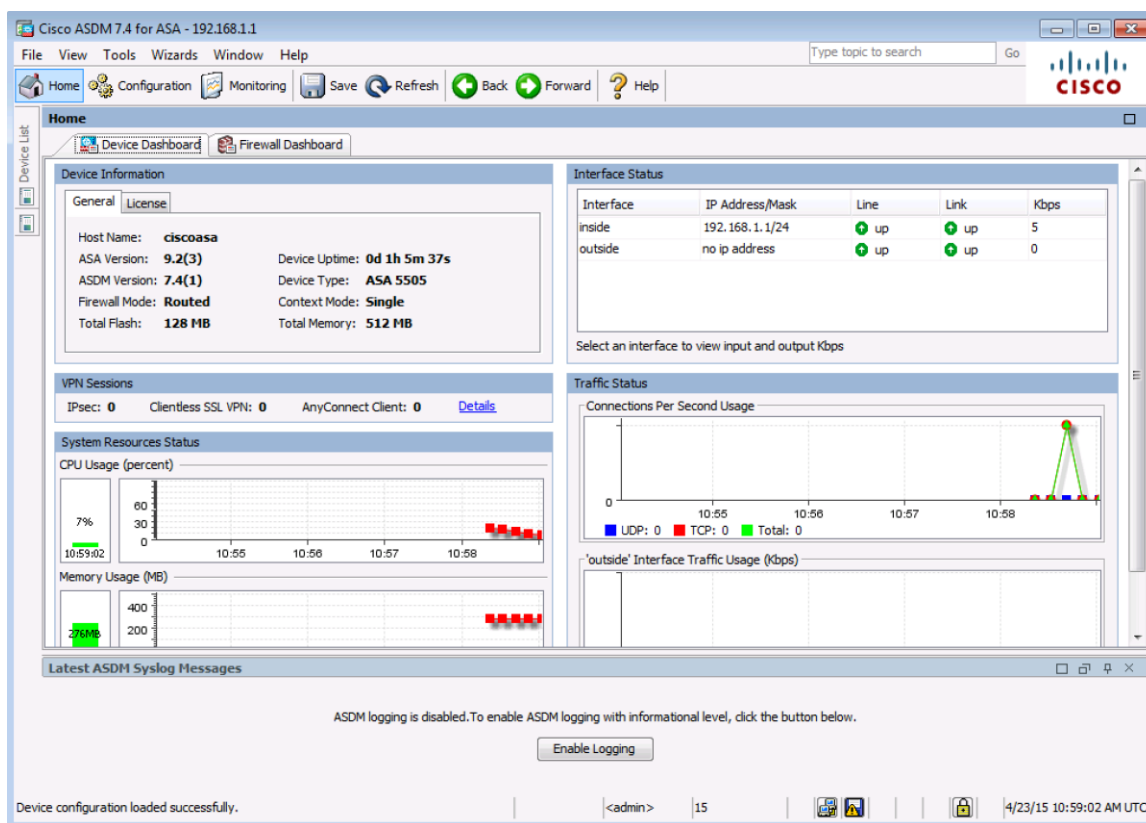 Cisco ASDM 7.4 for ASA - 192.168.1.1
File View Tools Wizards Window Help
Type topic to search Go
CISCO
Home Configuration Monitoring Save Refresh Back Forward Help
Device List
Home
Device Dashboard Firewall Dashboard
Device Information
General License
Host Name: ciscoasa
ASA Version: 9.2(3) Device Uptime: 0d 1h 5m 37s
ASDM Version: 7.4(1) Device Type: ASA 5505
Firewall Mode: Routed Context Mode: Single
Total Flash: 128 MB Total Memory: 512 MB
Interface Status
Interface IP Address/Mask Line Link Kbps
inside 192.168.1.1/24 up up 5
outside no ip address up up 0
Select an interface to view input and output Kbps
VPN Sessions
IPsec: 0 Clientless SSL VPN: 0 AnyConnect Client: 0 Details
System Resources Status
CPU Usage (percent)
60
30
0
7%
10:59:02
10:55 10:56 10:57 10:58
Memory Usage (MB)
400
200
276MB
Traffic Status
Connections Per Second Usage
0
10:55 10:56 10:57 10:58
UDP: 0 TCP: 0 Total: 0
'outside' Interface Traffic Usage (Kbps)
Latest ASDM Syslog Messages
ASDM logging is disabled.To enable ASDM logging with informational level, click the button below.
Enable Logging
Device configuration loaded successfully. <admin> 15 4/23/15 10:59:02 AM UTC